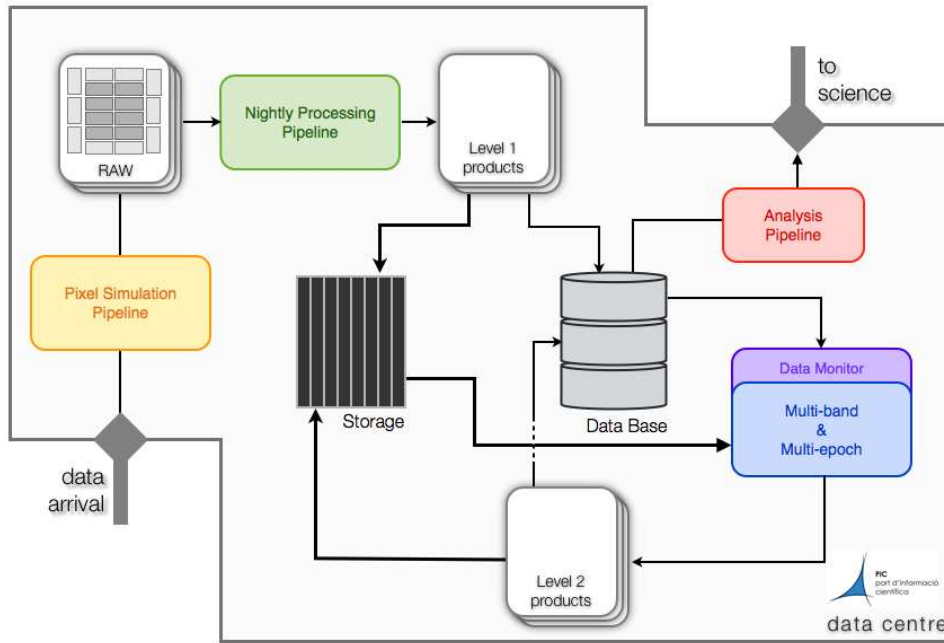 to
science
RAW
Nightly Processing
Pipeline
Level 1
products
Analysis
Pipeline
Pixel Simulation
Pipeline
Data Monitor
Multi-band
&
Multi-epoch
Storage
Data Base
data
arrival
Level 2
products
PIC
port d'informació
científica
data centre